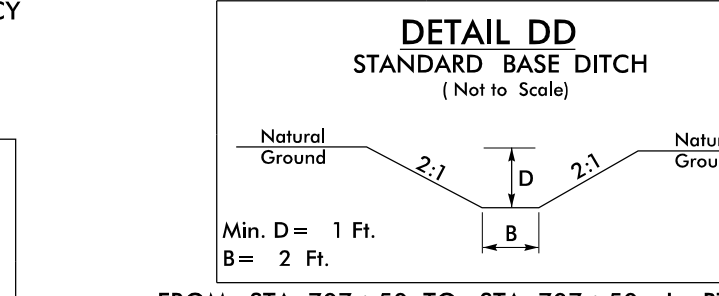 CY
DETAIL DD
STANDARD BASE DITCH
( Not to Scale)
Natural
Ground
2:1
D
2:1
B
Min. D = 1 Ft.
B = 2 Ft.